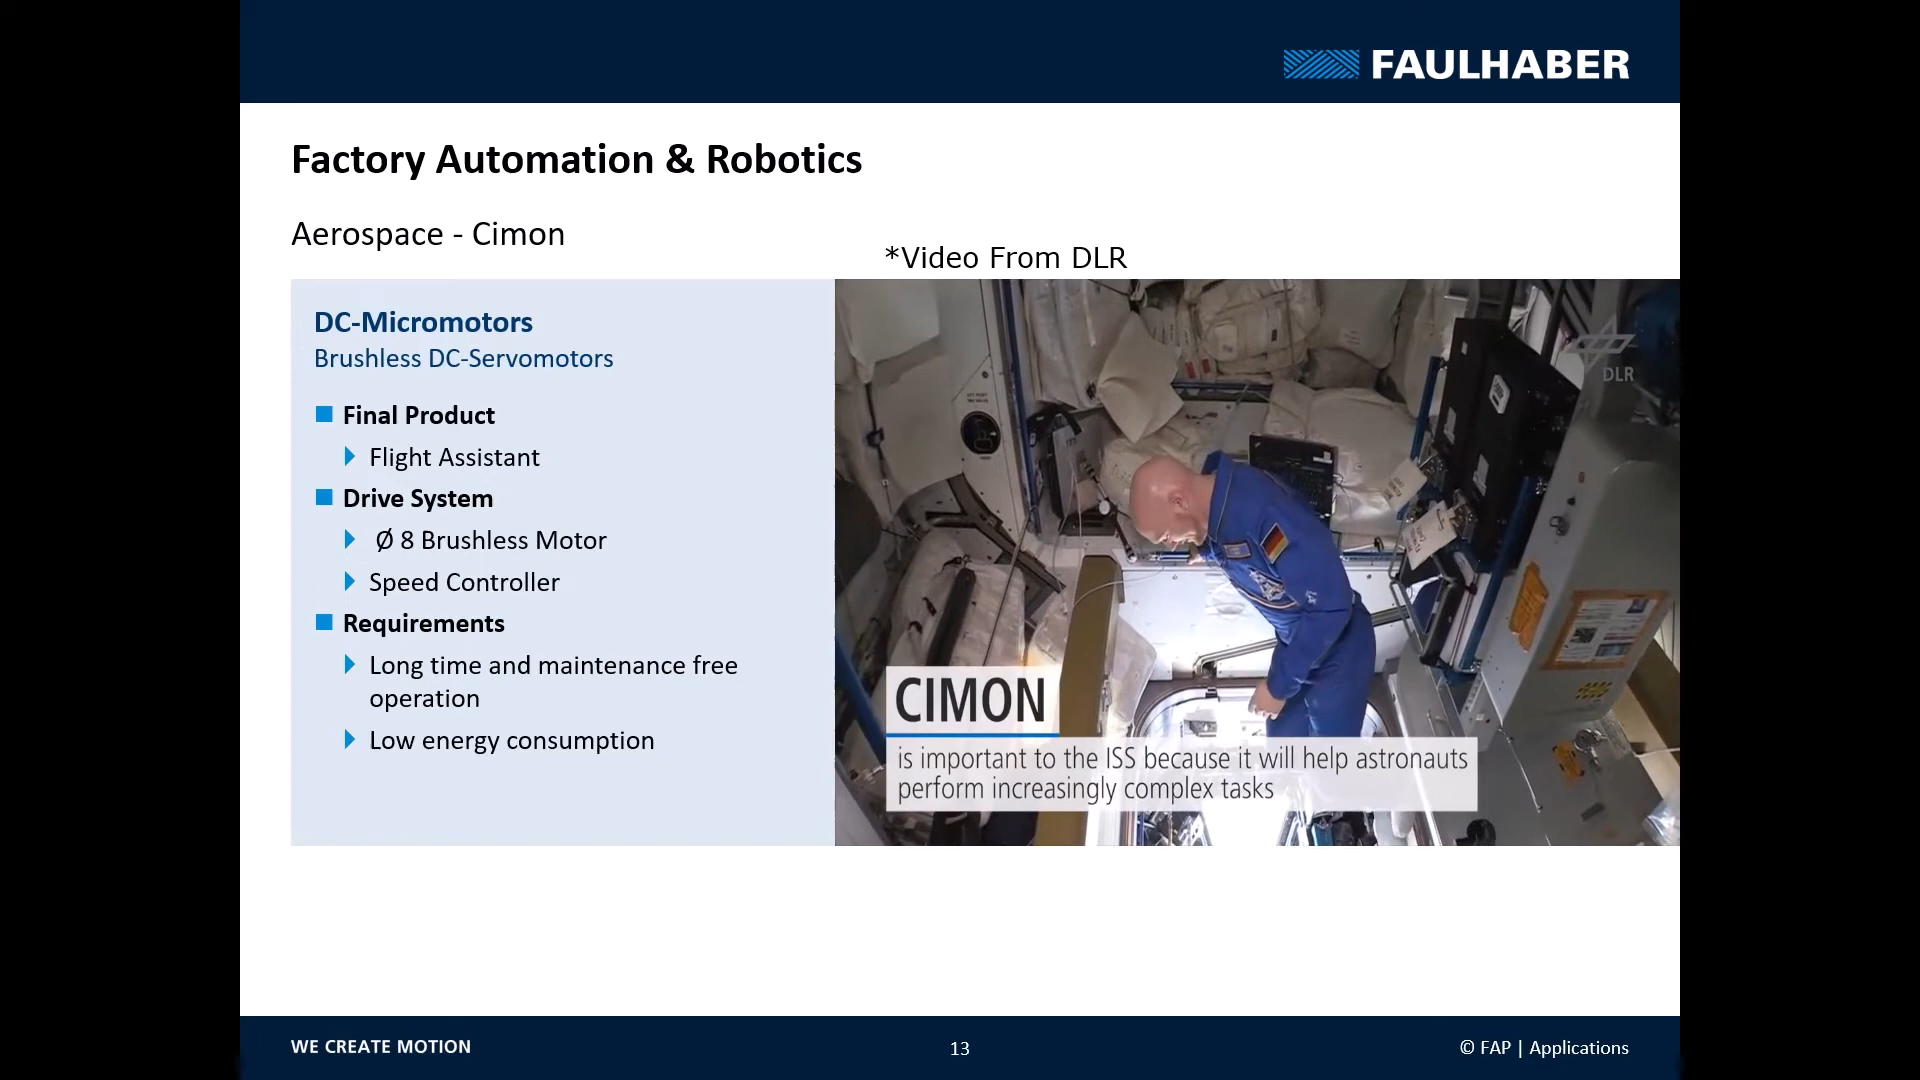 FAULHABER
Factory Automation & Robotics
Aerospace - Cimon
*Video From DLR
DC-Micromotors
Brushless DC-Servomotors
Final Product
Flight Assistant
Drive System
Ø 8 Brushless Motor
Speed Controller
Requirements
Long time and maintenance free
operation
Low energy consumption
DLR
CIMON
is important to the ISS because it will help astronauts
perform increasingly complex tasks
WE CREATE MOTION
13
© FAP | Applications